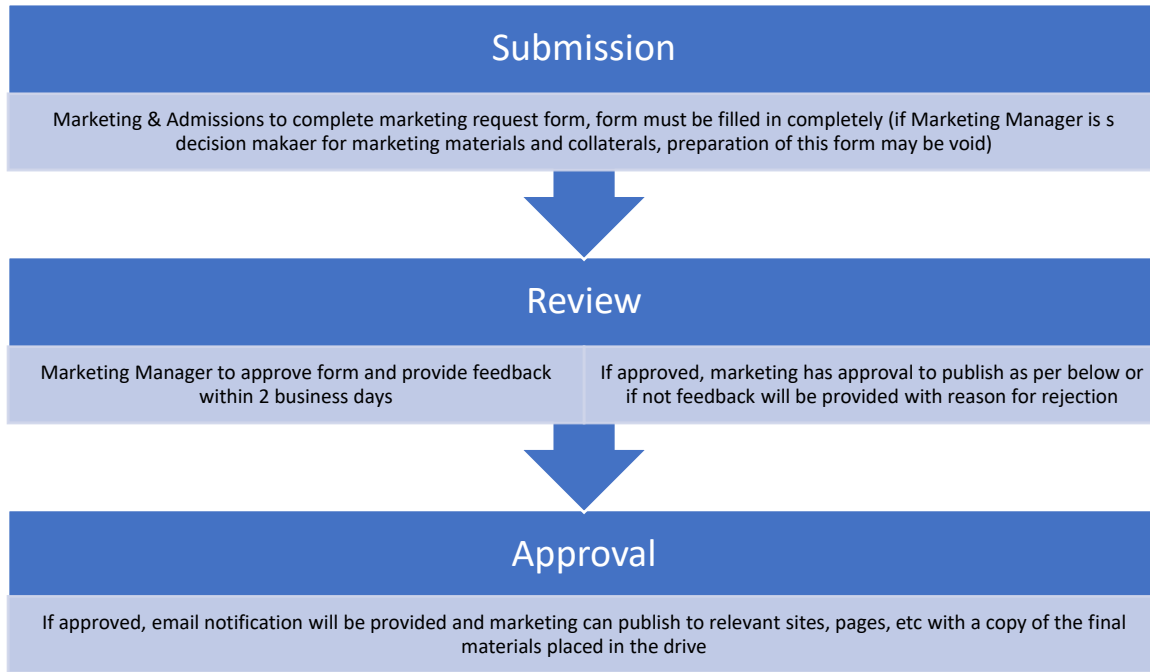 Submission
Marketing & Admissions to complete marketing request form, form must be filled in completely (if Marketing Manager is s
decision makaer for marketing materials and collaterals, preparation of this form may be void)
Review
Marketing Manager to approve form and provide feedback
within 2 business days
If approved, marketing has approval to publish as per below or
if not feedback will be provided with reason for rejection
Approval
If approved, email notification will be provided and marketing can publish to relevant sites, pages, etc with a copy of the final
materials placed in the drive